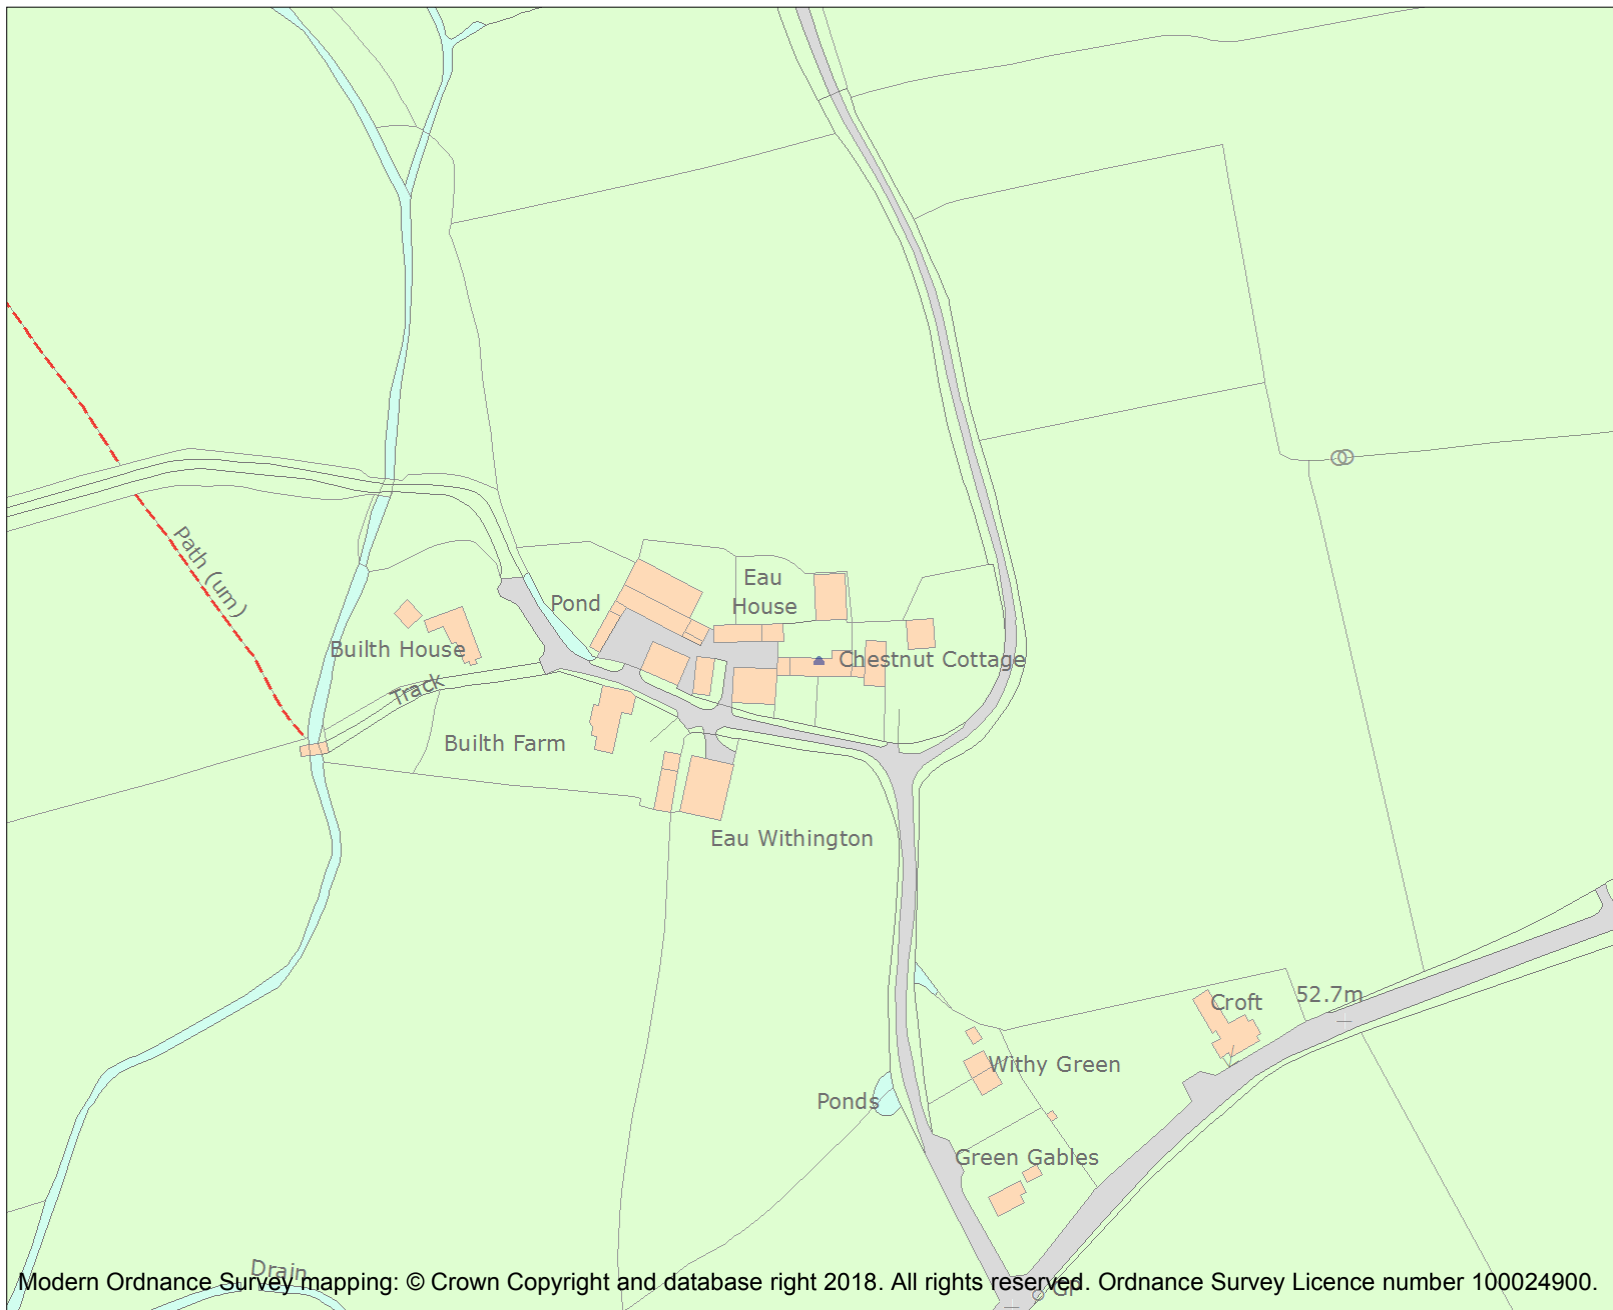 Path (um)
Pond
Eau
House
Builth House
Chestnut Cottage
Track
Builth Farm
Eau Withington
52.7m
Croft
Withy Green
Ponds
Green Gables
Drain
GP
Modern Ordnance Survey mapping: © Crown Copyright and database right 2018. All rights reserved. Ordnance Survey Licence number 100024900.